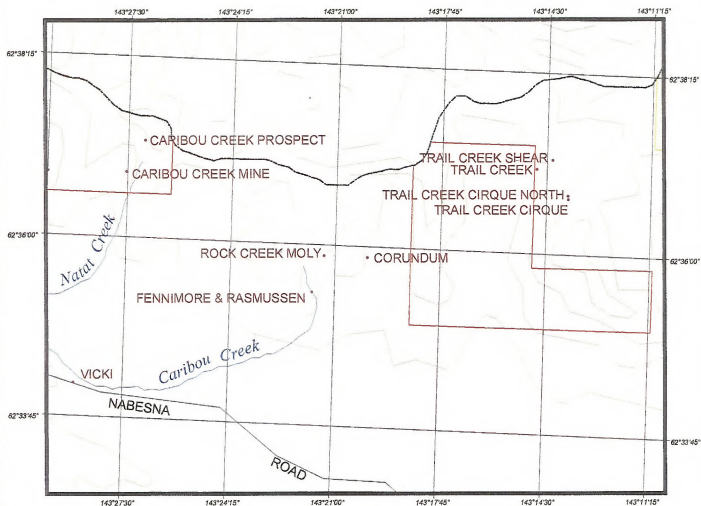 143°27'30" 143°24'15" 143°21'00" 143°17'45" 143°14'30" 143°11'15"
62°38'15" 62°38'15"
CARIBOU CREEK PROSPECT
TRAIL CREEK SHEAR
CARIBOU CREEK MINE
TRAIL CREEK
TRAIL CREEK CIRQUE NORTH
TRAIL CREEK CIRQUE
62°36'00"
Natat Creek
ROCK CREEK MOLY
CORUNDUM
62°36'00"
FENNIMORE & RASMUSSEN
Caribou Creek
VICKI
NABESNA
62°33'45"
62°33'45"
ROAD
143°27'30" 143°24'15" 143°21'00" 143°17'45" 143°14'30" 143°11'15"